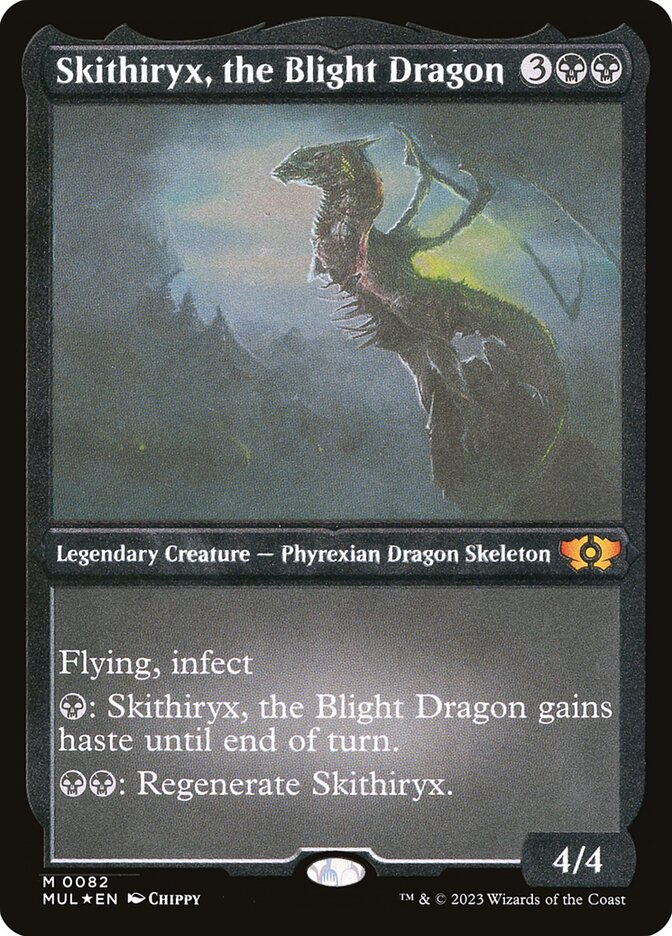 Skithiryx, the Blight Dragon 3
Legendary Creature — Phyrexian Dragon Skeleton
Flying, infect
: Skithiryx, the Blight Dragon gains
haste until end of turn.
: Regenerate Skithiryx.
4/4
M 0082
MUL★EN CHIPPY
™ & © 2023 Wizards of the Coast